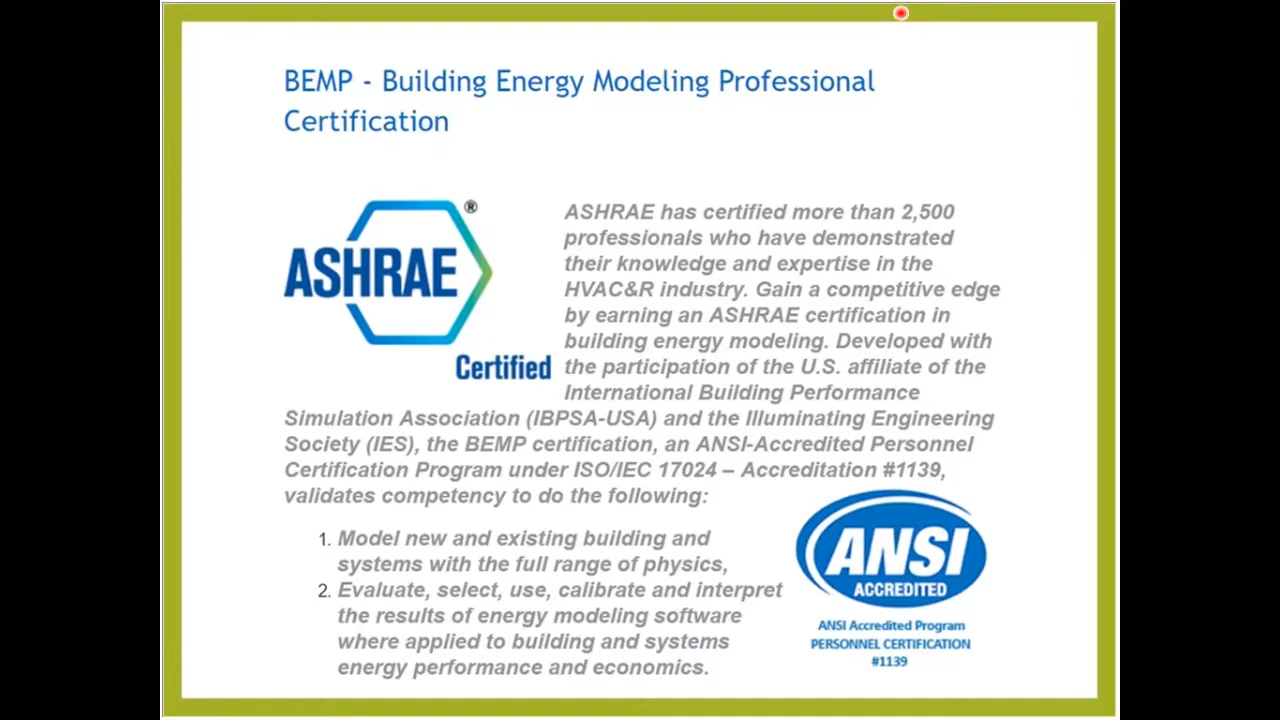 BEMP - Building Energy Modeling Professional
Certification
ASHRAE®
Certified
ASHRAE has certified more than 2,500
professionals who have demonstrated
their knowledge and expertise in the
HVAC&R industry. Gain a competitive edge
by earning an ASHRAE certification in
building energy modeling. Developed with
the participation of the U.S. affiliate of the
International Building Performance
Simulation Association (IBPSA-USA) and the Illuminating Engineering
Society (IES), the BEMP certification, an ANSI-Accredited Personnel
Certification Program under ISO/IEC 17024 – Accreditation #1139,
validates competency to do the following:
1. Model new and existing building and
systems with the full range of physics,
2. Evaluate, select, use, calibrate and interpret
the results of energy modeling software
where applied to building and systems
energy performance and economics.
ANSI
ACCREDITED
ANSI Accredited Program
PERSONNEL CERTIFICATION
#1139